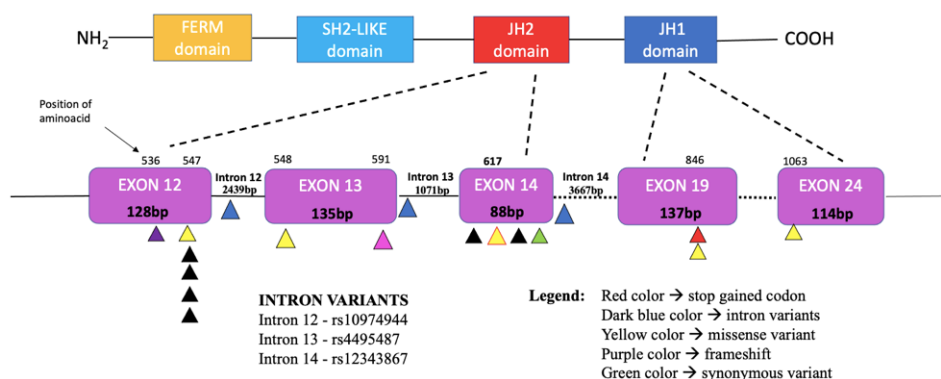 NH2
FERM
domain
SH2-LIKE
domain
JH2
domain
JH1
domain
COOH
Position of
aminoacid
536
547
548
591
617
846
1063
EXON 12
128bp
Intron 12
2439bp
EXON 13
135bp
Intron 13
1071bp
EXON 14
88bp
Intron 14
3667bp
EXON 19
137bp
EXON 24
114bp
INTRON VARIANTS
Intron 12 - rs10974944
Intron 13 - rs4495487
Intron 14 - rs12343867
Legend: Red color → stop gained codon
Dark blue color → intron variants
Yellow color → missense variant
Purple color → frameshift
Green color → synonymous variant